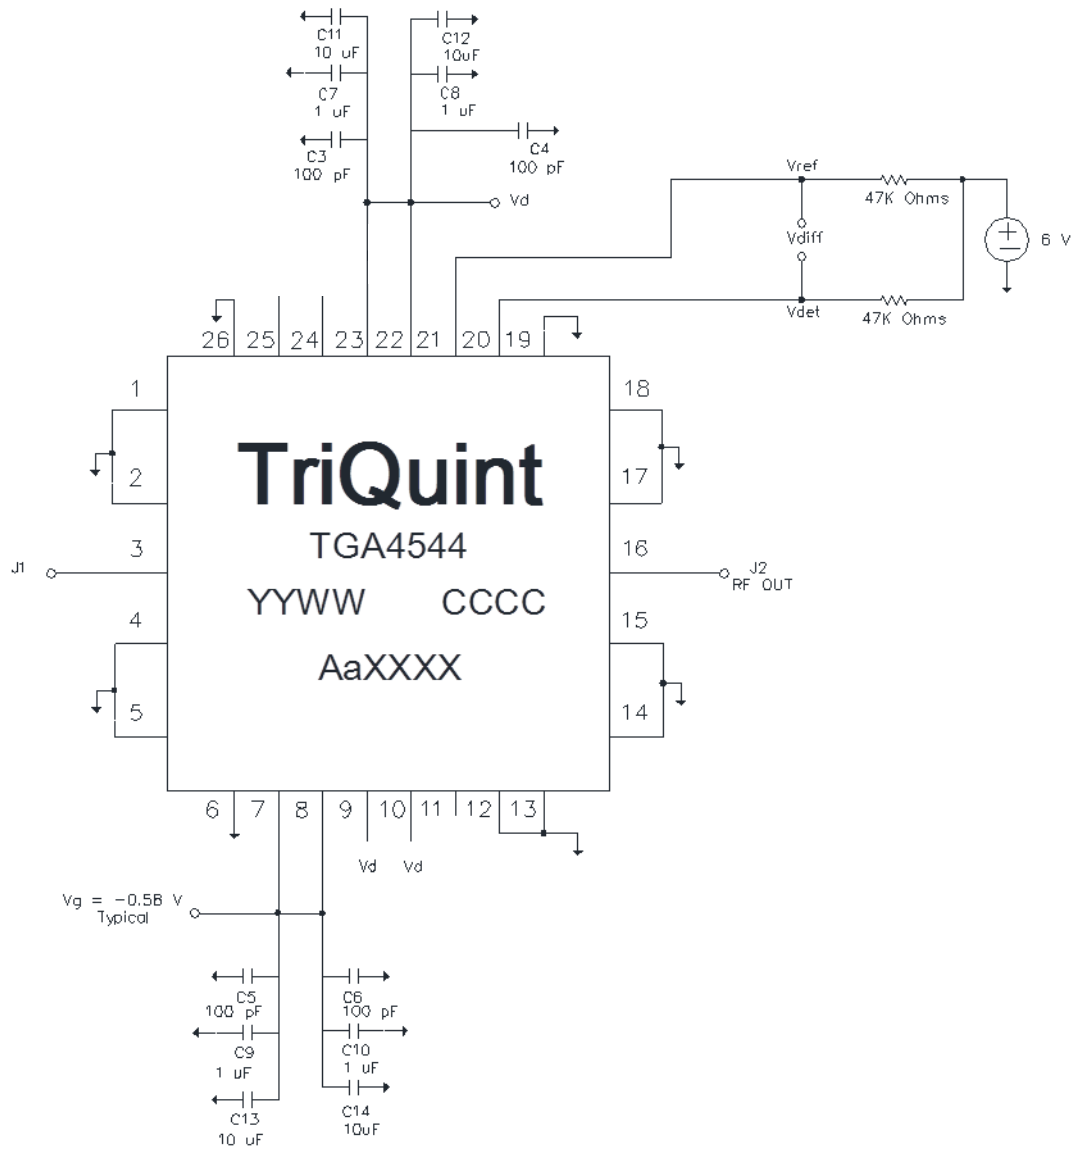 C11
10 uF
C12
10uF
C7
1 uF
C8
1 uF
C3
100 pF
C4
100 pF
Vd
Vref
47K Ohms
Vdiff
6 V
Vdet
47K Ohms
26 25 24 23 22 21 20 19
1
18
2
17
TriQuint
TGA4544
3
16
J1
J2
RF OUT
YYWW CCCC
4
15
AaXXXX
5
14
6 7 8 9 10 11 12 13
Vd Vd
Vg = -0.58 V
Typical
C5
100 pF
C6
100 pF
C9
1 uF
C10
1 uF
C13
10 uF
C14
10uF